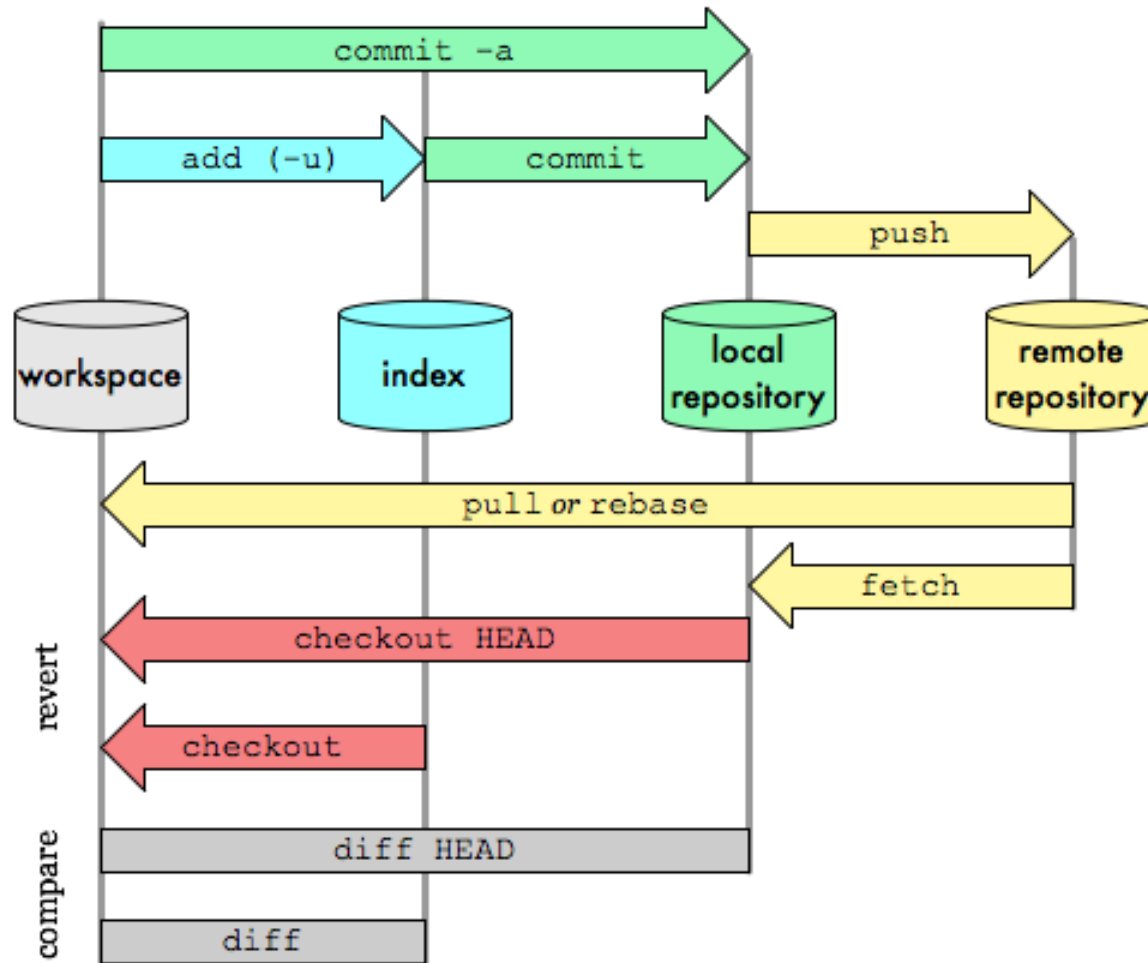 commit -a
add (-u)
commit
push
workspace
index
local
repository
remote
repository
pull or rebase
fetch
checkout HEAD
revert
checkout
diff HEAD
compare
diff